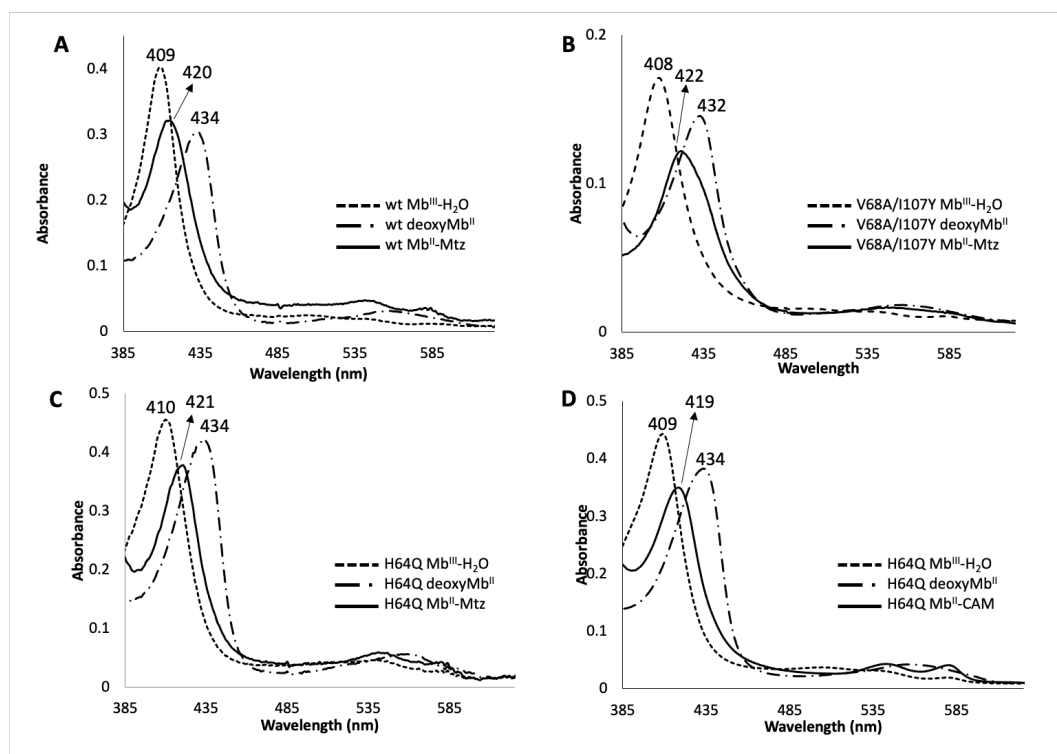 A
409
420
434
0.4
0.3
0.2
0.1
0
Absorbance
wt Mbᴵᴵᴵ-H₂O
wt deoxyMbᴵᴵ
wt Mbᴵᴵ-Mtz
385
435
485
535
585
Wavelength (nm)
B
408
422
432
0.2
0.1
0
Absorbance
V68A/I107Y Mbᴵᴵᴵ-H₂O
V68A/I107Y deoxyMbᴵᴵ
V68A/I107Y Mbᴵᴵ-Mtz
385
435
485
535
585
Wavelength
C
410
421
434
0.5
0.4
0.3
0.2
0.1
0
Absorbance
H64Q Mbᴵᴵᴵ-H₂O
H64Q deoxyMbᴵᴵ
H64Q Mbᴵᴵ-Mtz
385
435
485
535
585
Wavelength (nm)
D
409
419
434
0.5
0.4
0.3
0.2
0.1
0
Absorbance
H64Q Mbᴵᴵᴵ-H₂O
H64Q deoxyMbᴵᴵ
H64Q Mbᴵᴵ-CAM
385
435
485
535
585
Wavelength (nm)